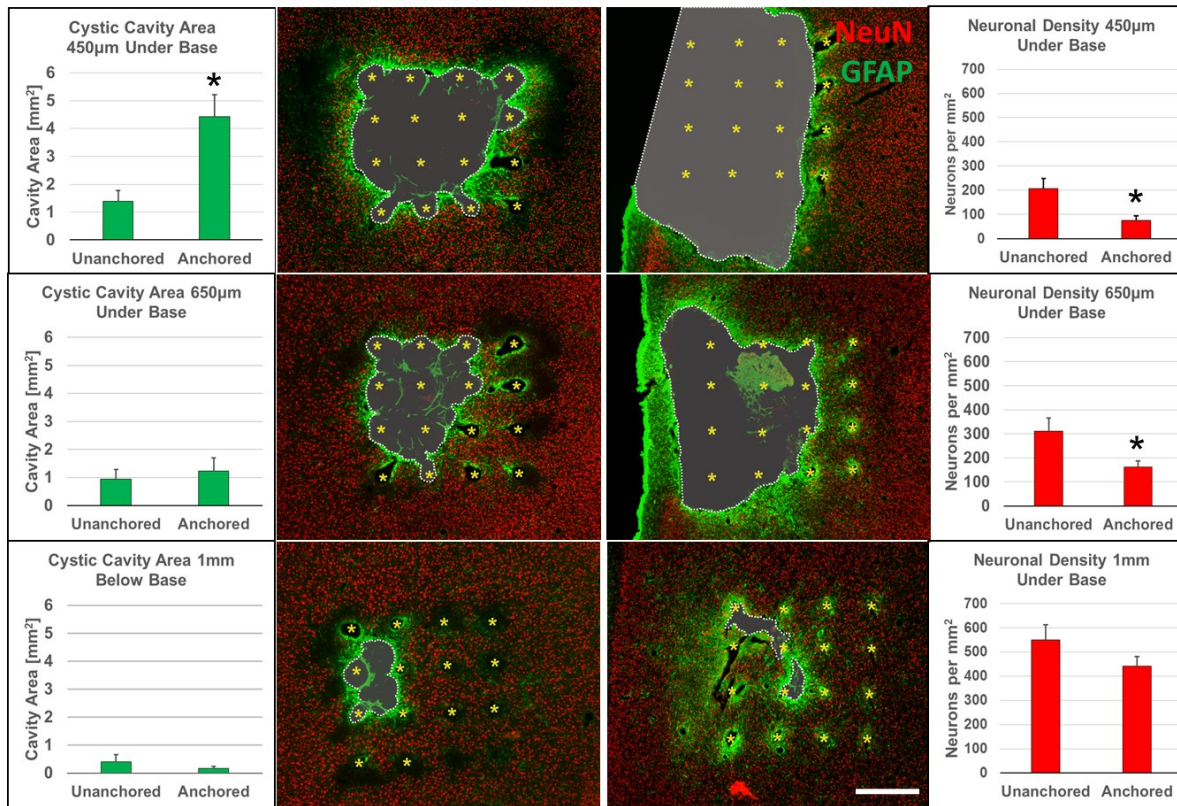 Cystic Cavity Area
450µm Under Base
Cavity Area [mm²]
6
5
4
3
2
1
0
*
Unanchored
Anchored
NeuN
GFAP
Neuronal Density 450µm
Under Base
Neurons per mm²
700
600
500
400
300
200
100
0
*
Unanchored
Anchored
Cystic Cavity Area 650µm
Under Base
Cavity Area [mm²]
6
5
4
3
2
1
0
Unanchored
Anchored
Neuronal Density 650µm
Under Base
Neurons per mm²
700
600
500
400
300
200
100
0
*
Unanchored
Anchored
Cystic Cavity Area 1mm
Below Base
Cavity Area [mm²]
6
5
4
3
2
1
0
Unanchored
Anchored
Neuronal Density 1mm
Under Base
Neurons per mm²
700
600
500
400
300
200
100
0
Unanchored
Anchored